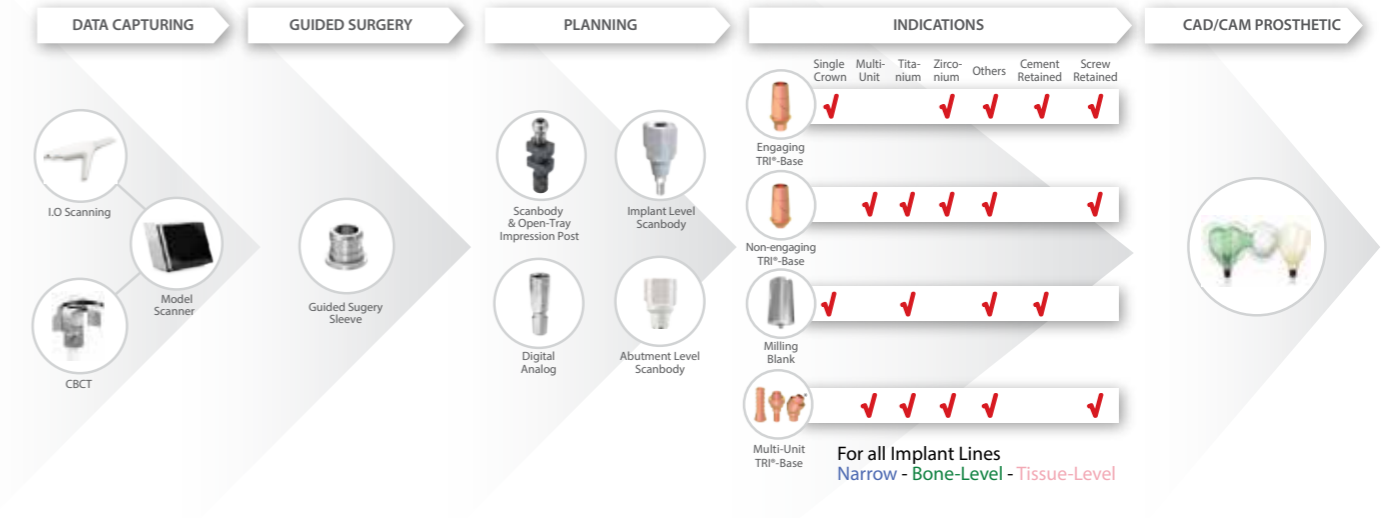 DATA CAPTURING
GUIDED SURGERY
PLANNING
INDICATIONS
CAD/CAM PROSTHETIC
I.O Scanning
Model
Scanner
CBCT
Guided Sugery
Sleeve
Scanbody
& Open-Tray
Impression Post
Implant Level
Scanbody
Digital
Analog
Abutment Level
Scanbody
Single
Crown
Multi-
Unit
Tita-
nium
Zirco-
nium
Others
Cement
Retained
Screw
Retained
Engaging
TRI®-Base
Non-engaging
TRI®-Base
Milling
Blank
Multi-Unit
TRI®-Base
For all Implant Lines
Narrow - Bone-Level - Tissue-Level